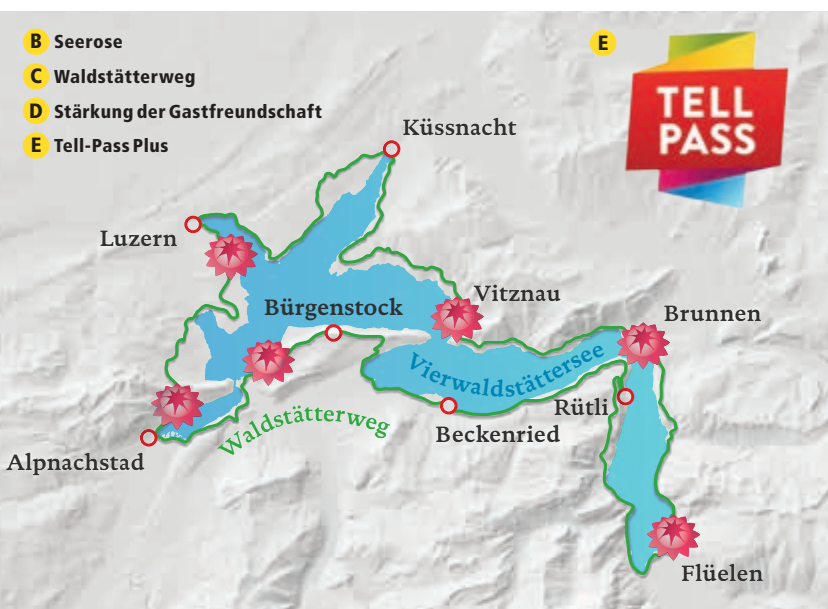 B Seerose
C Waldstätterweg
D Stärkung der Gastfreundschaft
E Tell-Pass Plus
E
TELL
PASS
Küssnacht
Luzern
Bürgenstock
Vitznau
Brunnen
Vierwaldstättersee
Rütli
Waldstätterweg
Beckenried
Alpnachstad
Flüelen